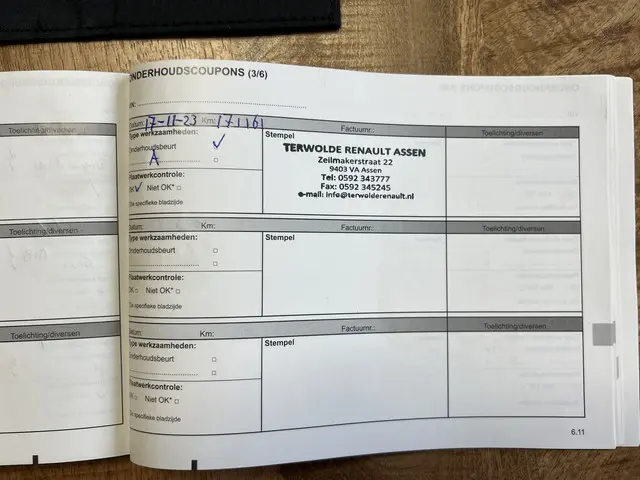 ONDERHOUDSCOUPONS (3/6)
Toelichting/diversen
Datum: 17-11-23 Km: 171161 Factuurnr.: Toelichting/diversen
Type werkzaamheden:
Onderhoudsbeurt ✓
A
Plaatwerkcontrole:
OK ✓ Niet OK* □
Zie specifieke bladzijde
Stempel
TERWOLDE RENAULT ASSEN
Zeilmakerstraat 22
9403 VA Assen
Tel: 0592 343777
Fax: 0592 345245
e-mail: info@terwolderenault.nl
Toelichting/diversen
Datum: Km: Factuurnr.: Toelichting/diversen
Type werkzaamheden:
Onderhoudsbeurt □
Plaatwerkcontrole:
OK □ Niet OK* □
Zie specifieke bladzijde
Stempel
Toelichting/diversen
Datum: Km: Factuurnr.: Toelichting/diversen
Type werkzaamheden:
Onderhoudsbeurt □
Plaatwerkcontrole:
OK □ Niet OK* □
Zie specifieke bladzijde
Stempel
6.11